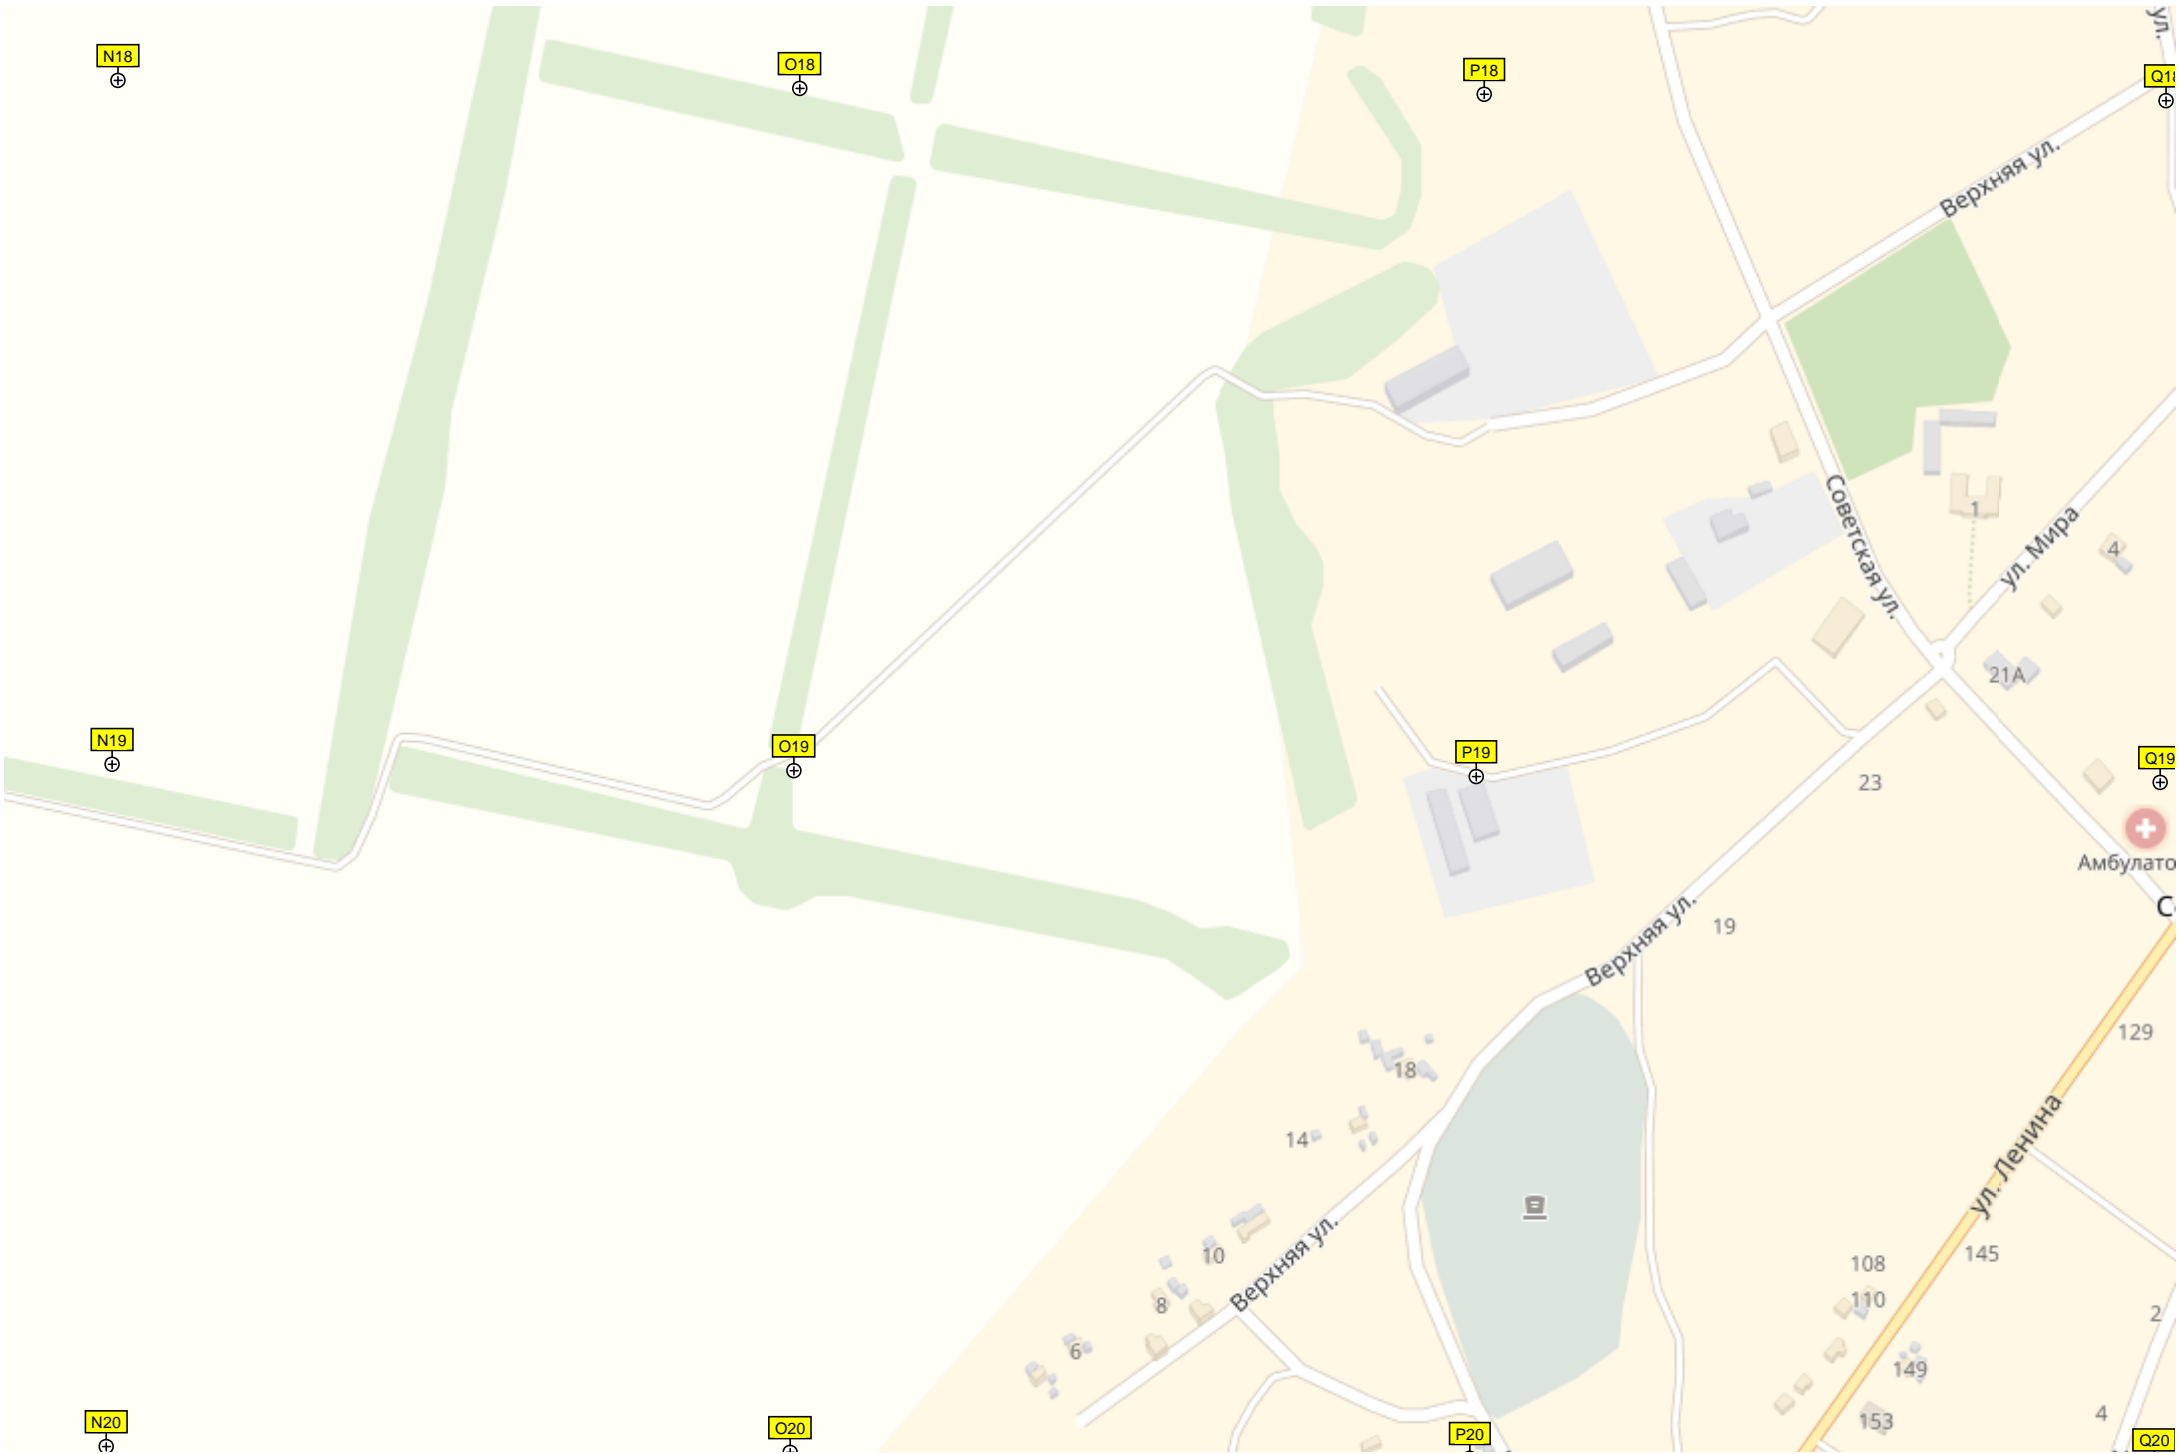 ул.
N18
O18
P18
Q18
Верхняя ул.
Советская ул.
1
ул. Мира
4
21А
N19
O19
P19
Q19
23
Амбулато
С
19
Верхняя ул.
129
18
14
ул. Ленина
10
Верхняя ул.
145
108
110
8
2
6
149
4
153
N20
O20
P20
Q20